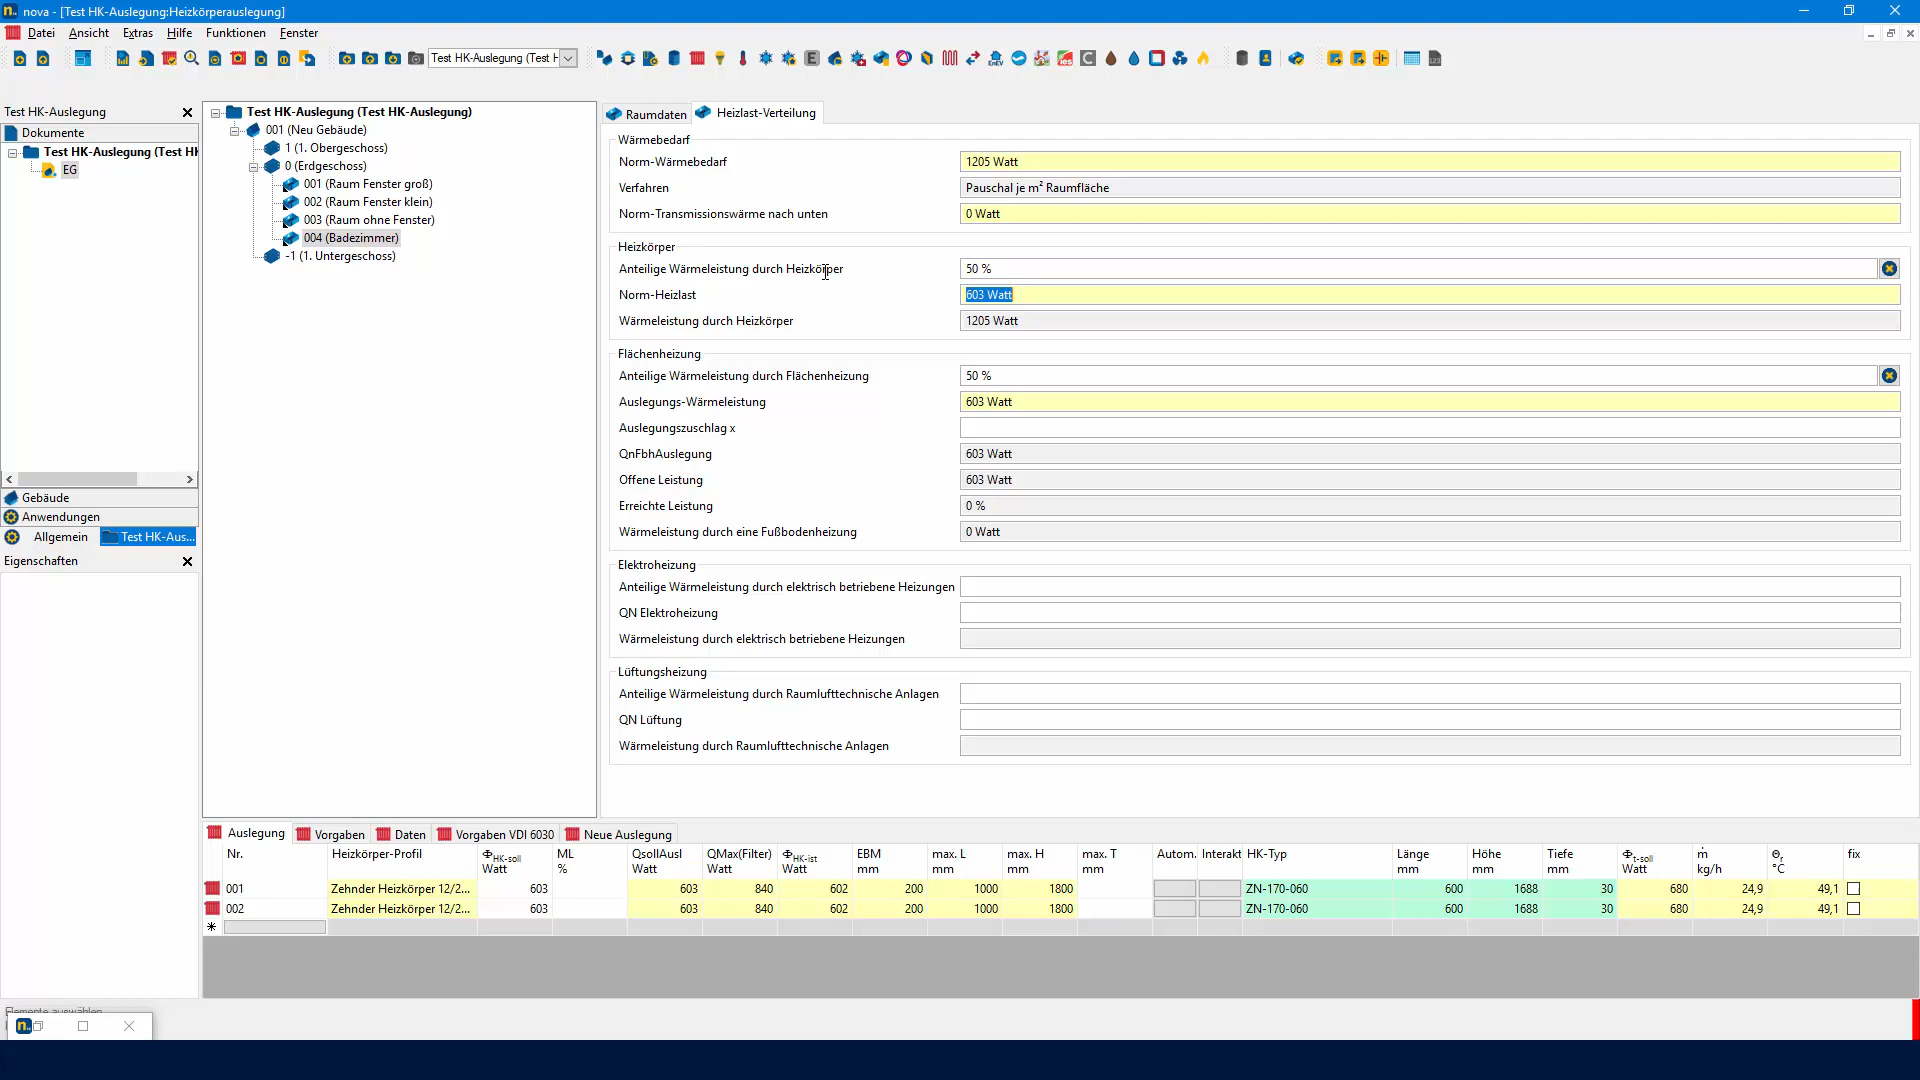 nova - [Test HK-Auslegung:Heizkörperauslegung]
Datei Ansicht Extras Hilfe Funktionen Fenster
Test HK-Auslegung (Test H
Test HK-Auslegung
Dokumente
Test HK-Auslegung (Test HK
EG
Gebäude
Anwendungen
Allgemein Test HK-Aus...
Eigenschaften
Test HK-Auslegung (Test HK-Auslegung)
001 (Neu Gebäude)
1 (1. Obergeschoss)
0 (Erdgeschoss)
001 (Raum Fenster groß)
002 (Raum Fenster klein)
003 (Raum ohne Fenster)
004 (Badezimmer)
-1 (1. Untergeschoss)
Raumdaten Heizlast-Verteilung
Wärmebedarf
Norm-Wärmebedarf 1205 Watt
Verfahren Pauschal je m² Raumfläche
Norm-Transmissionswärme nach unten 0 Watt
Heizkörper
Anteilige Wärmeleistung durch Heizkörper 50 %
Norm-Heizlast 603 Watt
Wärmeleistung durch Heizkörper 1205 Watt
Flächenheizung
Anteilige Wärmeleistung durch Flächenheizung 50 %
Auslegungs-Wärmeleistung 603 Watt
Auslegungszuschlag x
QnFbhAuslegung 603 Watt
Offene Leistung 603 Watt
Erreichte Leistung 0 %
Wärmeleistung durch eine Fußbodenheizung 0 Watt
Elektroheizung
Anteilige Wärmeleistung durch elektrisch betriebene Heizungen
QN Elektroheizung
Wärmeleistung durch elektrisch betriebene Heizungen
Lüftungsheizung
Anteilige Wärmeleistung durch Raumlufttechnische Anlagen
QN Lüftung
Wärmeleistung durch Raumlufttechnische Anlagen
Auslegung Vorgaben Daten Vorgaben VDI 6030 Neue Auslegung
Nr. Heizkörper-Profil ΦHK-soll ML QsollAusl QMax(Filter) ΦHK-ist EBM max. L max. H max. T Autom. Interakt HK-Typ Länge Höhe Tiefe Φt-soll ṁ Θr fix
Watt % Watt Watt Watt mm mm mm mm mm mm mm Watt kg/h °C
001 Zehnder Heizkörper 12/2... 603 603 840 602 200 1000 1800 ZN-170-060 600 1688 30 680 24,9 49,1
002 Zehnder Heizkörper 12/2... 603 603 840 602 200 1000 1800 ZN-170-060 600 1688 30 680 24,9 49,1
Elemente auswählen